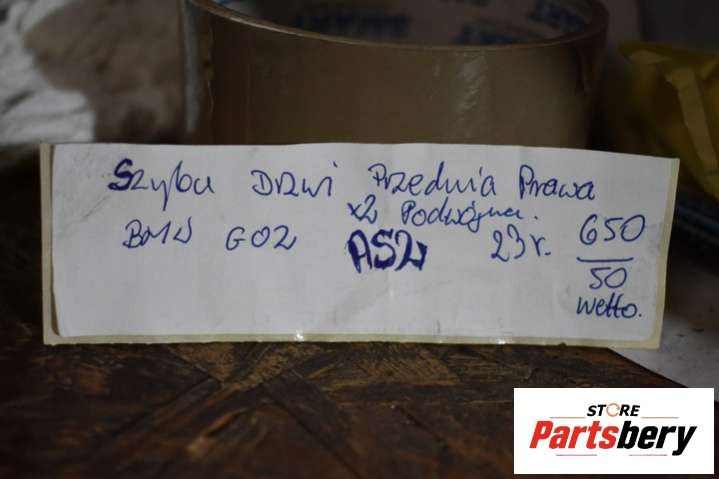 Szyba Drzwi Przednia Prawa
x2 Podwójna.
BMW G02 AS2 23r. 650
50
netto.
STORE
Partsbery